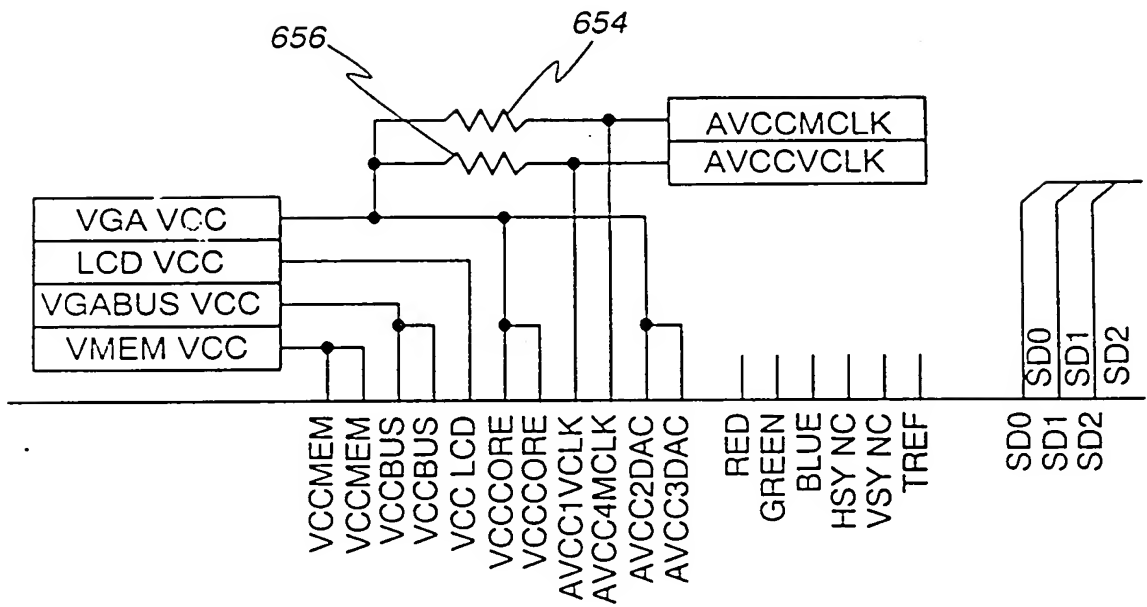 656
654
AVCCMCLK
AVCCVCLK
VGA VCC
LCD VCC
VGABUS VCC
VMEM VCC
SD0
SD1
SD2
VCCMEM
VCCMEM
VCCBUS
VCCBUS
VCC LCD
VCCCORE
VCCCORE
AVCC1VCLK
AVCC4MCLK
AVCC2DAC
AVCC3DAC
RED
GREEN
BLUE
HSY NC
VSY NC
TREF
SD0
SD1
SD2